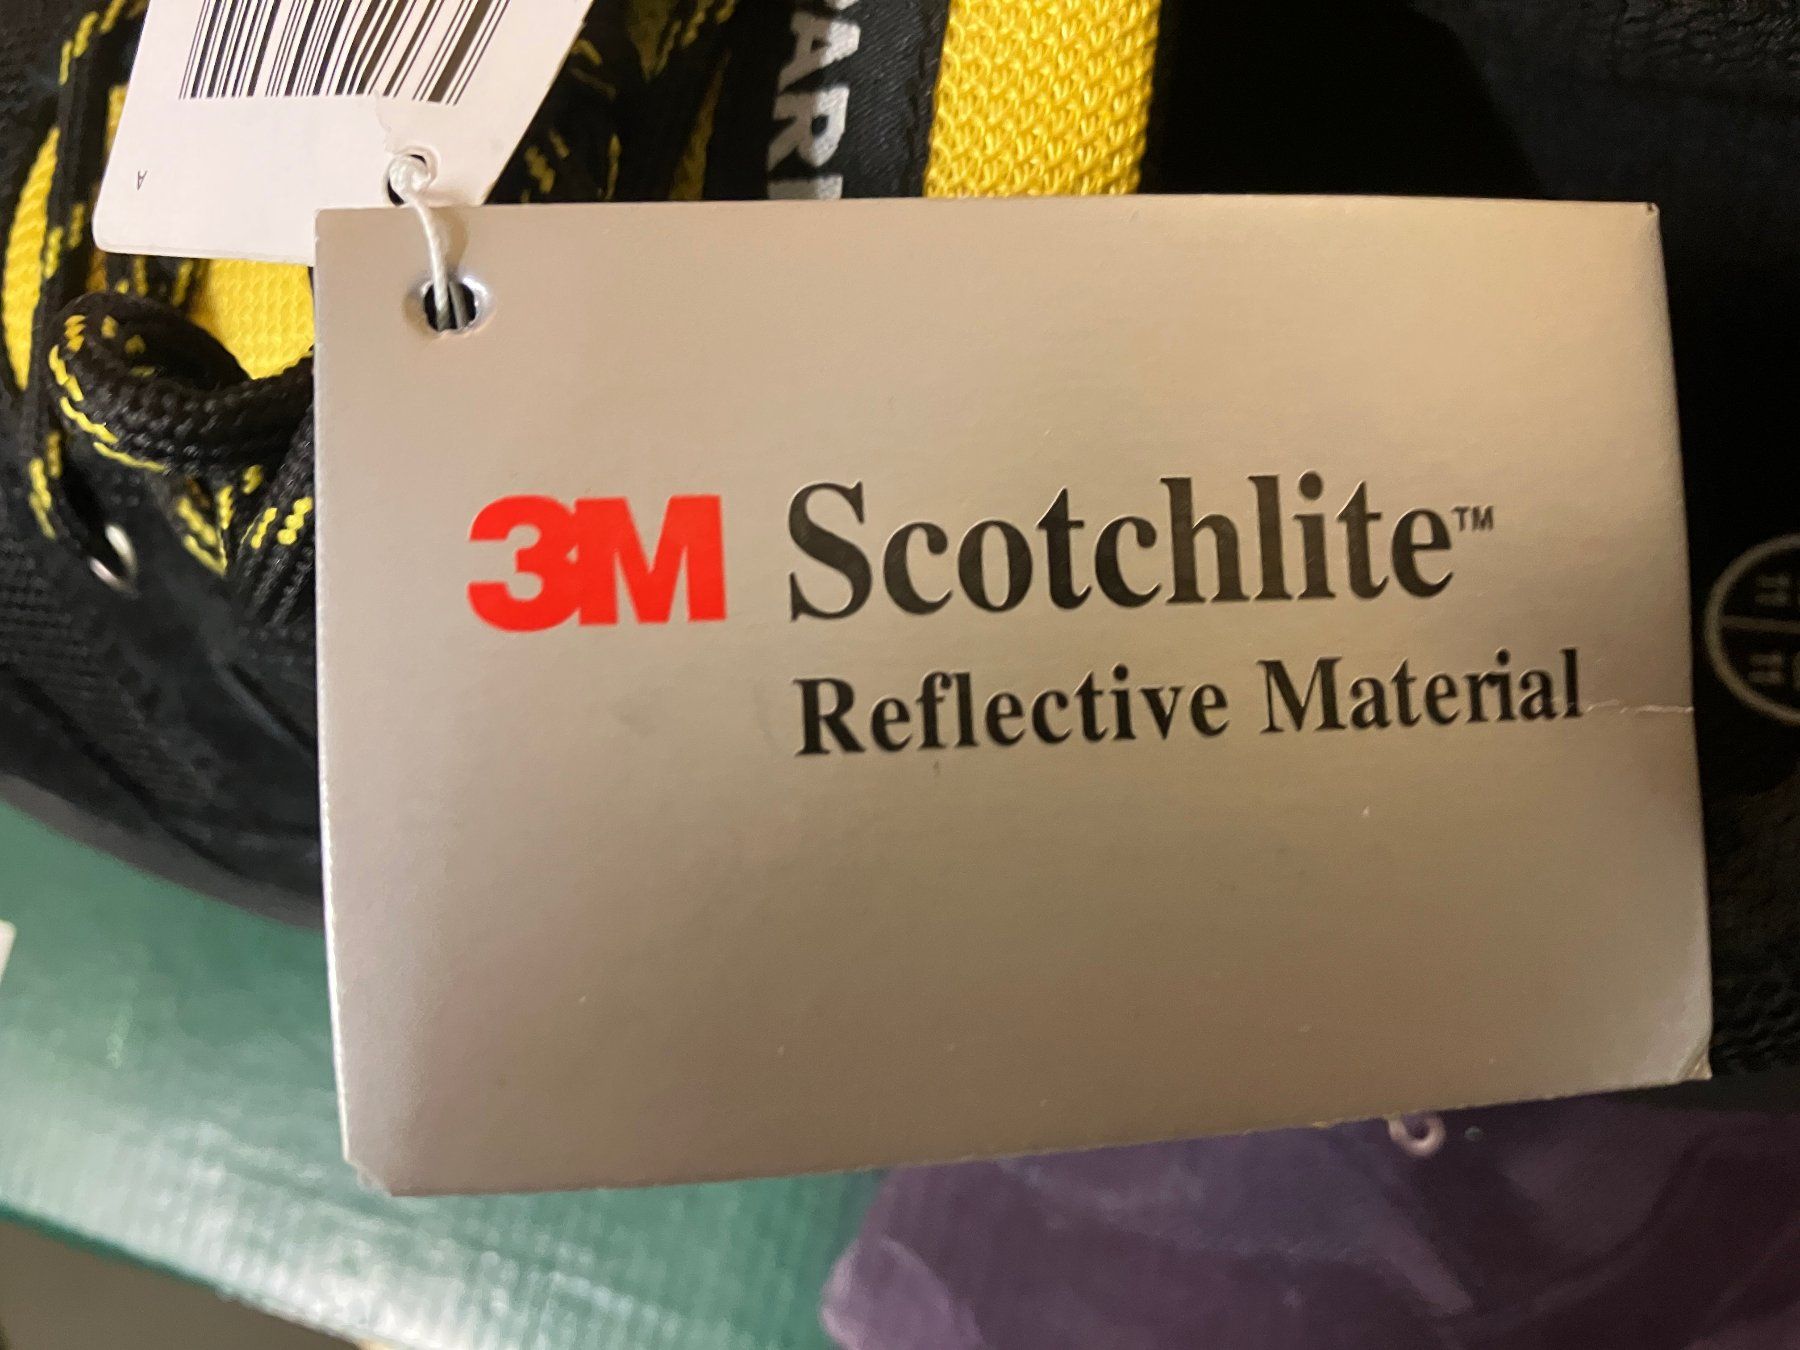 A
3M Scotchlite™
Reflective Material